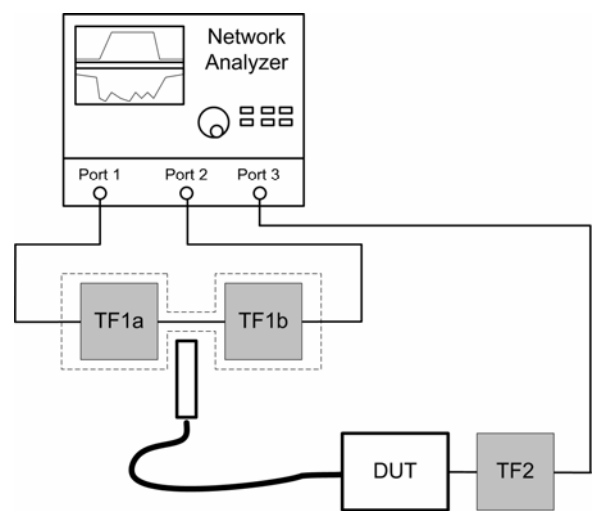 Network
Analyzer
Port 1 Port 2 Port 3
TF1a TF1b
DUT TF2